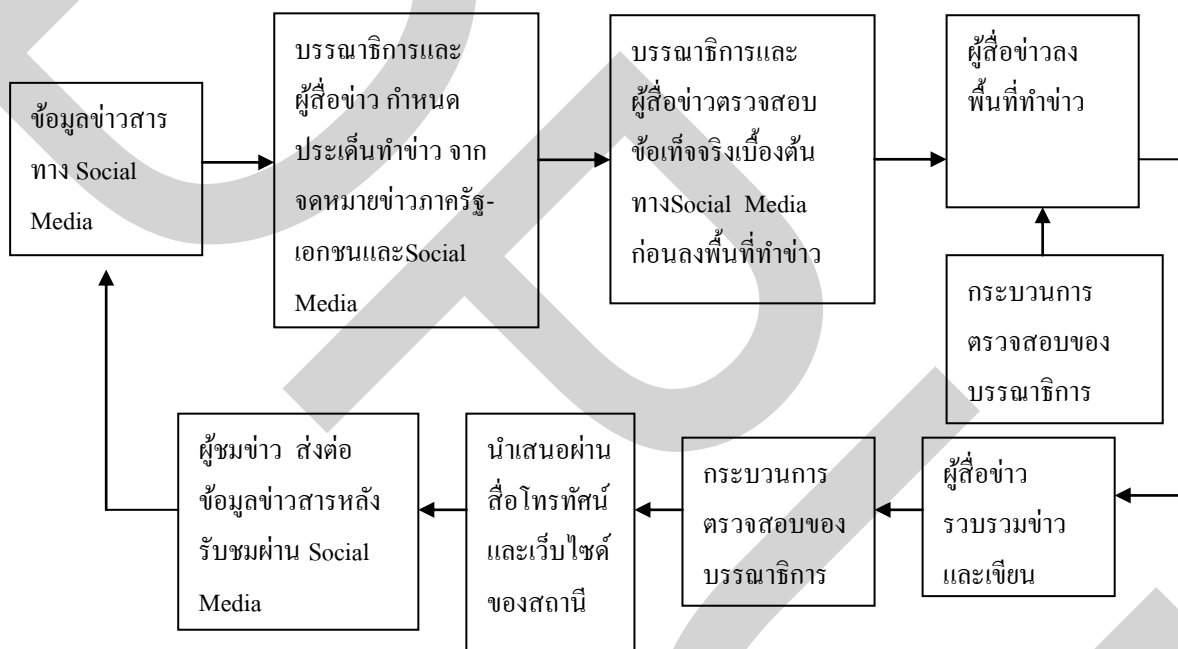 ข้อมูลข่าวสาร
ทาง Social
Media
บรรณาธิการและ
ผู้สื่อข่าว กำหนด
ประเด็นทำข่าว จาก
จดหมายข่าวภาครัฐ-
เอกชนและSocial
Media
บรรณาธิการและ
ผู้สื่อข่าวตรวจสอบ
ข้อเท็จจริงเบื้องต้น
ทางSocial Media
ก่อนลงพื้นที่ทำข่าว
ผู้สื่อข่าวลง
พื้นที่ทำข่าว
กระบวนการ
ตรวจสอบของ
บรรณาธิการ
ผู้สื่อข่าว
รวบรวมข่าว
และเขียน
กระบวนการ
ตรวจสอบของ
บรรณาธิการ
นำเสนอผ่าน
สื่อโทรทัศน์
และเว็บไซต์
ของสถานี
ผู้ชมข่าว ส่งต่อ
ข้อมูลข่าวสารหลัง
รับชมผ่าน Social
Media